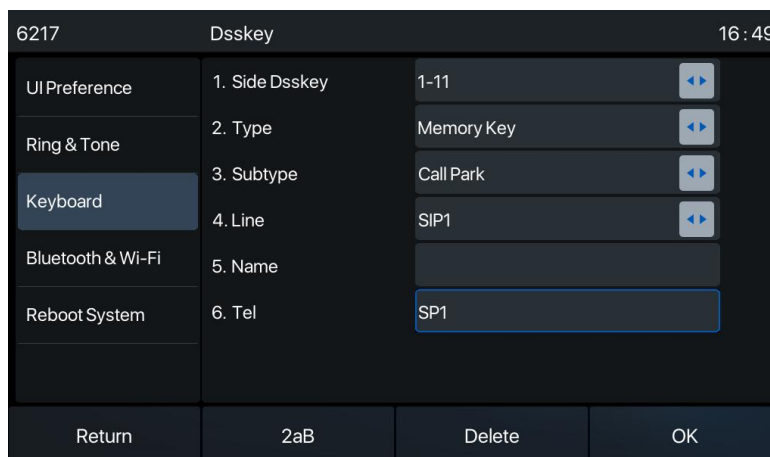 6217 Dsskey 16:49
UI Preference
Ring & Tone
Keyboard
Bluetooth & Wi-Fi
Reboot System
1. Side Dsskey 1-11
2. Type Memory Key
3. Subtype Call Park
4. Line SIP1
5. Name
6. Tel SP1
Return 2aB Delete OK